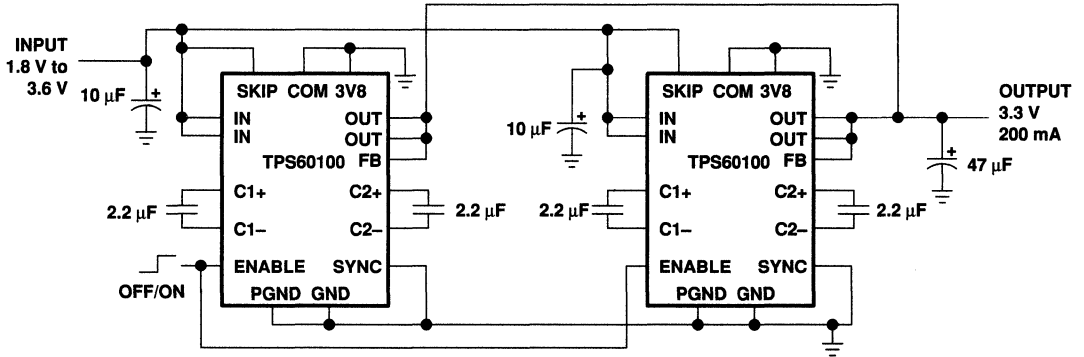 INPUT
1.8 V to
3.6 V
10 μF
+
SKIP COM 3V8
IN
IN
OUT
OUT
TPS60100 FB
C1+ C2+
2.2 μF
2.2 μF
C1– C2–
ENABLE SYNC
OFF/ON
PGND GND
10 μF
+
SKIP COM 3V8
IN
IN
OUT
OUT
TPS60100 FB
C1+ C2+
2.2 μF
2.2 μF
C1– C2–
ENABLE SYNC
PGND GND
OUTPUT
3.3 V
200 mA
+
47 μF